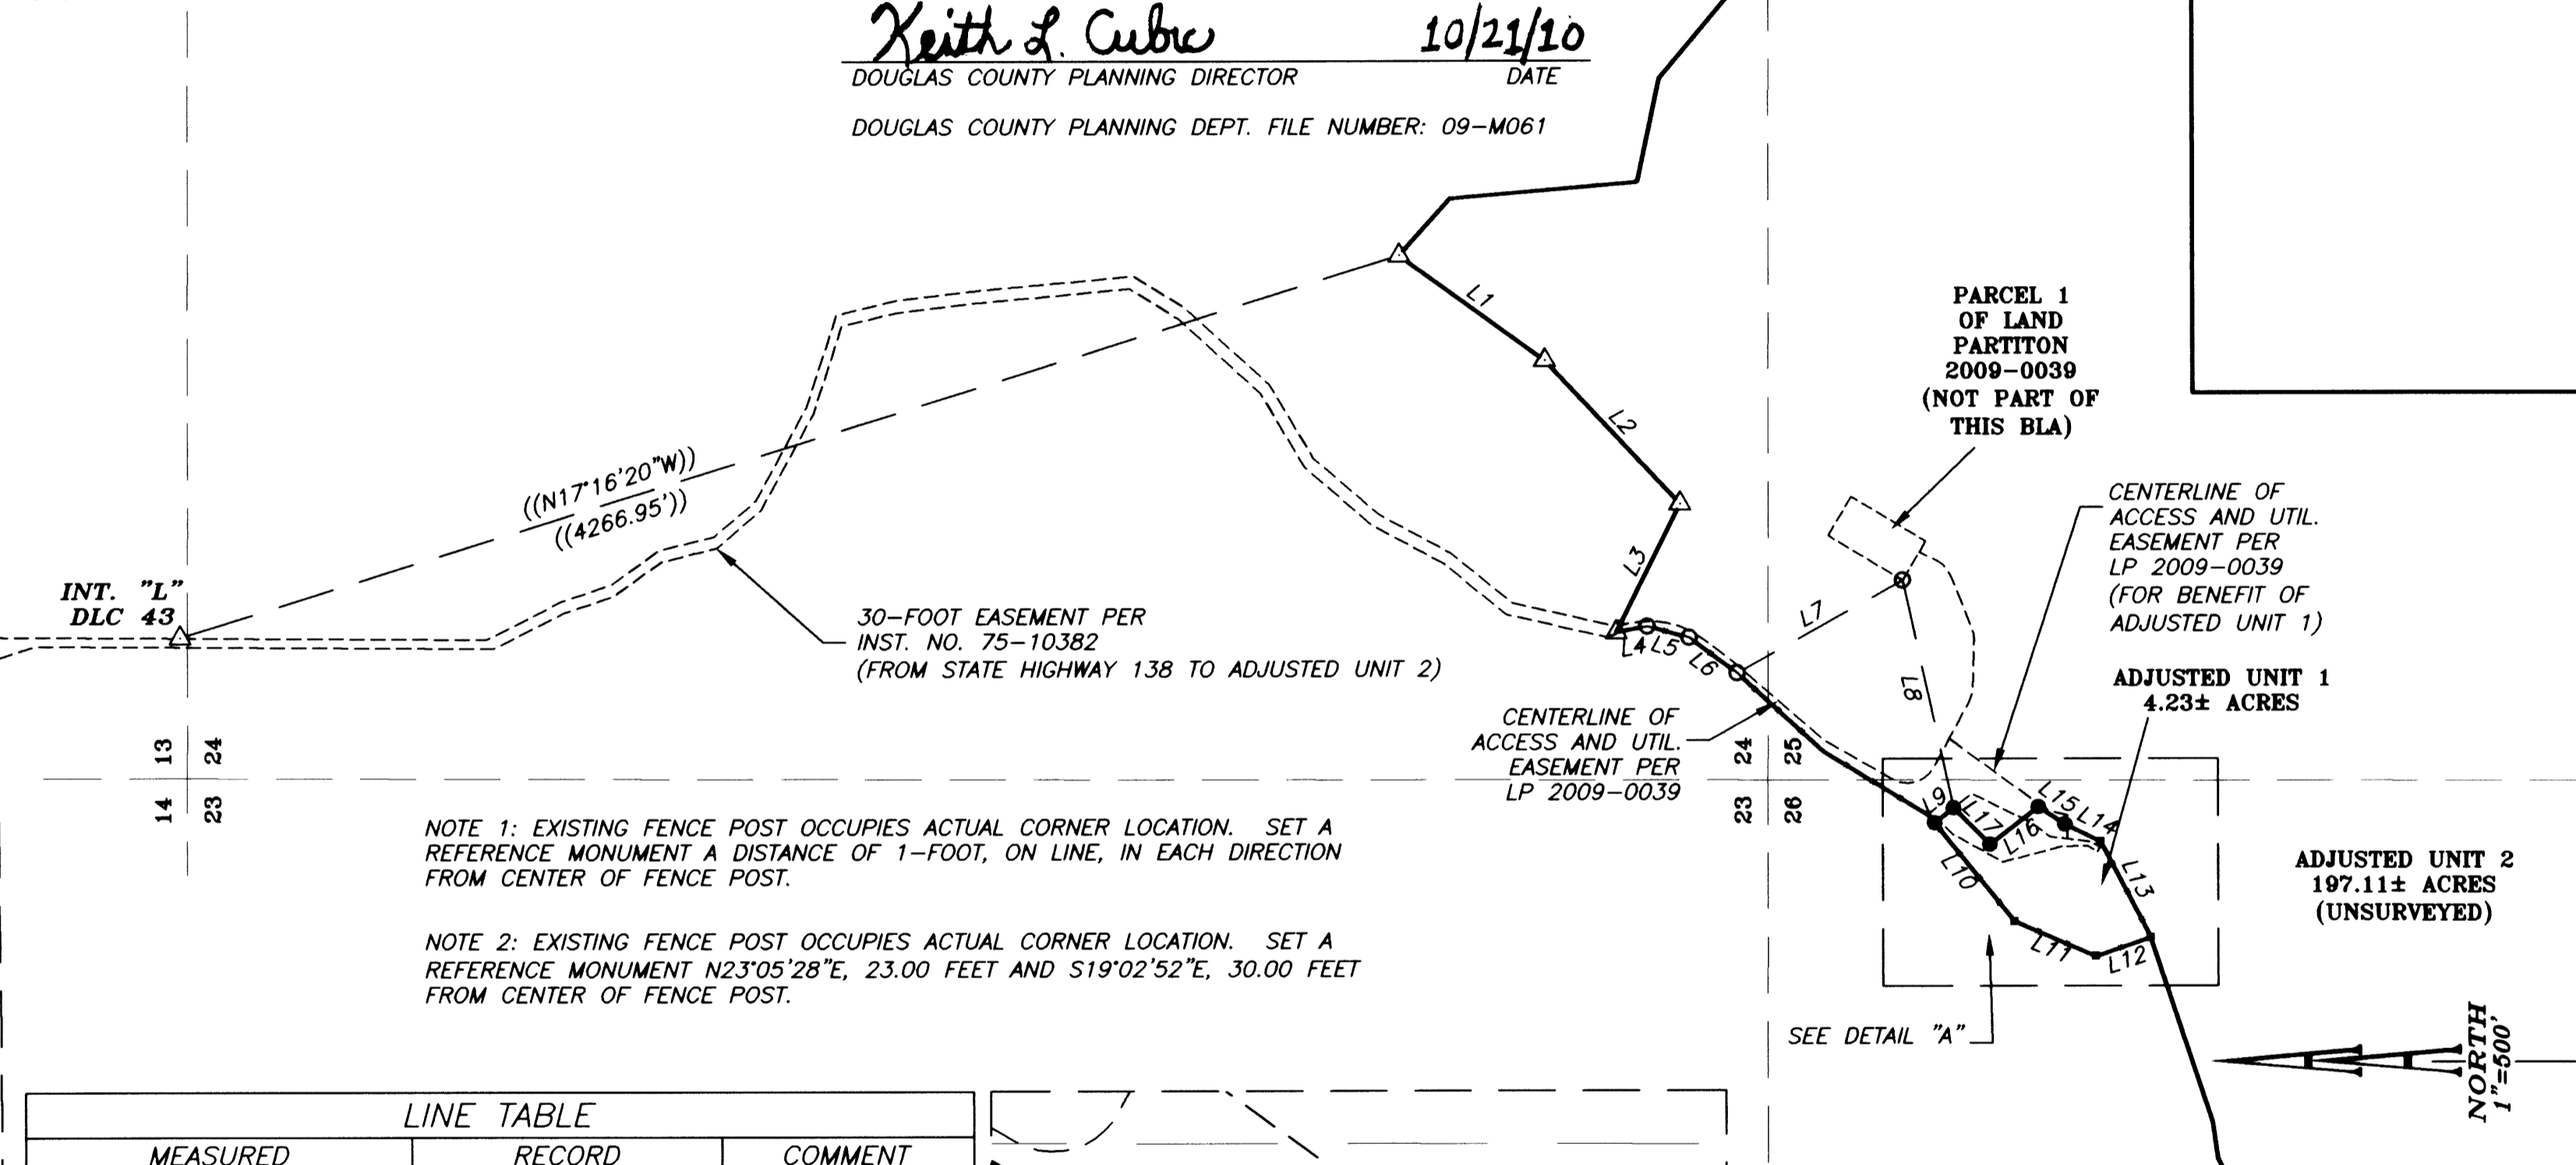 Keith L. Cubic 10/21/10
DOUGLAS COUNTY PLANNING DIRECTOR DATE
DOUGLAS COUNTY PLANNING DEPT. FILE NUMBER: 09-M061
L1
L2
L3
((N17°16'20"W))
((4266.95'))
INT. "L"
DLC 43
30-FOOT EASEMENT PER
INST. NO. 75-10382
(FROM STATE HIGHWAY 138 TO ADJUSTED UNIT 2)
L4
L5
L6
L7
L8
PARCEL 1
OF LAND
PARTITON
2009-0039
(NOT PART OF
THIS BLA)
CENTERLINE OF
ACCESS AND UTIL.
EASEMENT PER
LP 2009-0039
(FOR BENEFIT OF
ADJUSTED UNIT 1)
ADJUSTED UNIT 1
4.23± ACRES
CENTERLINE OF
ACCESS AND UTIL.
EASEMENT PER
LP 2009-0039
13 24
14 23
24 25
23 26
L9
L17
L16
L15
L14
L13
L10
L11
L12
ADJUSTED UNIT 2
197.11± ACRES
(UNSURVEYED)
NOTE 1: EXISTING FENCE POST OCCUPIES ACTUAL CORNER LOCATION. SET A
REFERENCE MONUMENT A DISTANCE OF 1-FOOT, ON LINE, IN EACH DIRECTION
FROM CENTER OF FENCE POST.
NOTE 2: EXISTING FENCE POST OCCUPIES ACTUAL CORNER LOCATION. SET A
REFERENCE MONUMENT N23°05'28"E, 23.00 FEET AND S19°02'52"E, 30.00 FEET
FROM CENTER OF FENCE POST.
SEE DETAIL "A"
NORTH
1"=500'
LINE TABLE
MEASURED RECORD COMMENT